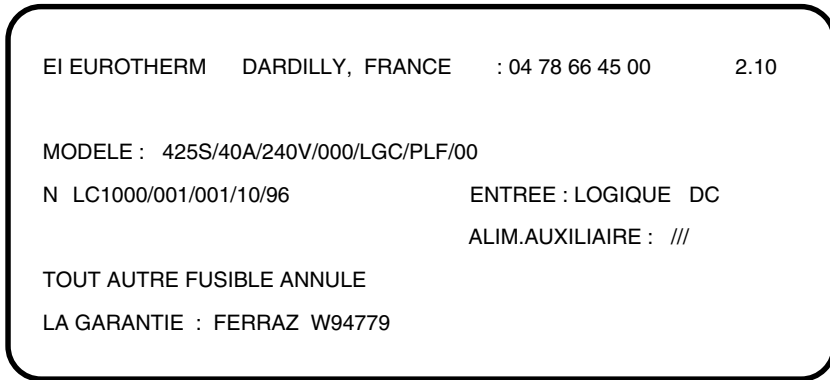 EI EUROTHERM DARDILLY, FRANCE : 04 78 66 45 00 2.10
MODELE : 425S/40A/240V/000/LGC/PLF/00
N LC1000/001/001/10/96 ENTREE : LOGIQUE DC
ALIM.AUXILIAIRE : ///
TOUT AUTRE FUSIBLE ANNULE
LA GARANTIE : FERRAZ W94779